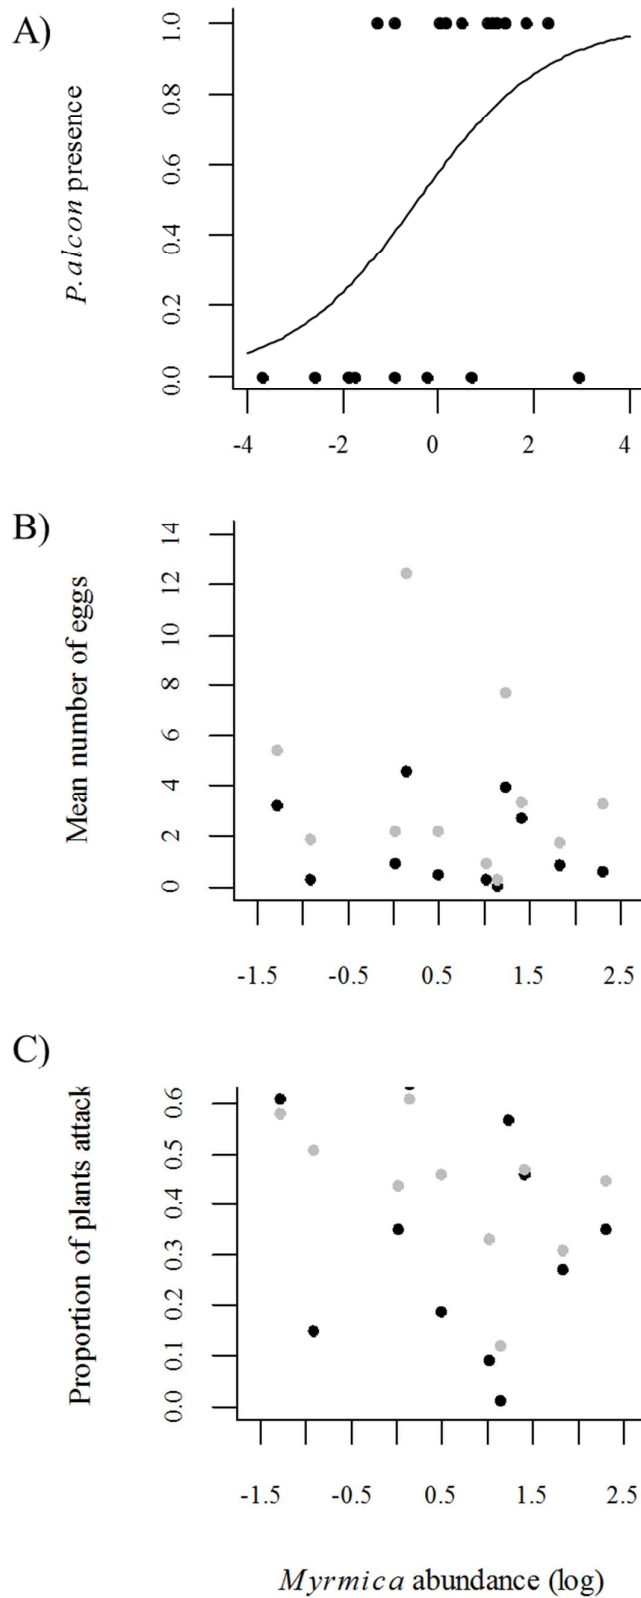 A)
P.alcon presence
1.0
0.8
0.6
0.4
0.2
0.0
-4 -2 0 2 4
B)
Mean number of eggs
14
12
10
8
6
4
2
0
-1.5 -0.5 0.5 1.5 2.5
C)
Proportion of plants attack
0.6
0.5
0.4
0.3
0.2
0.1
0.0
-1.5 -0.5 0.5 1.5 2.5
Myrmica abundance (log)